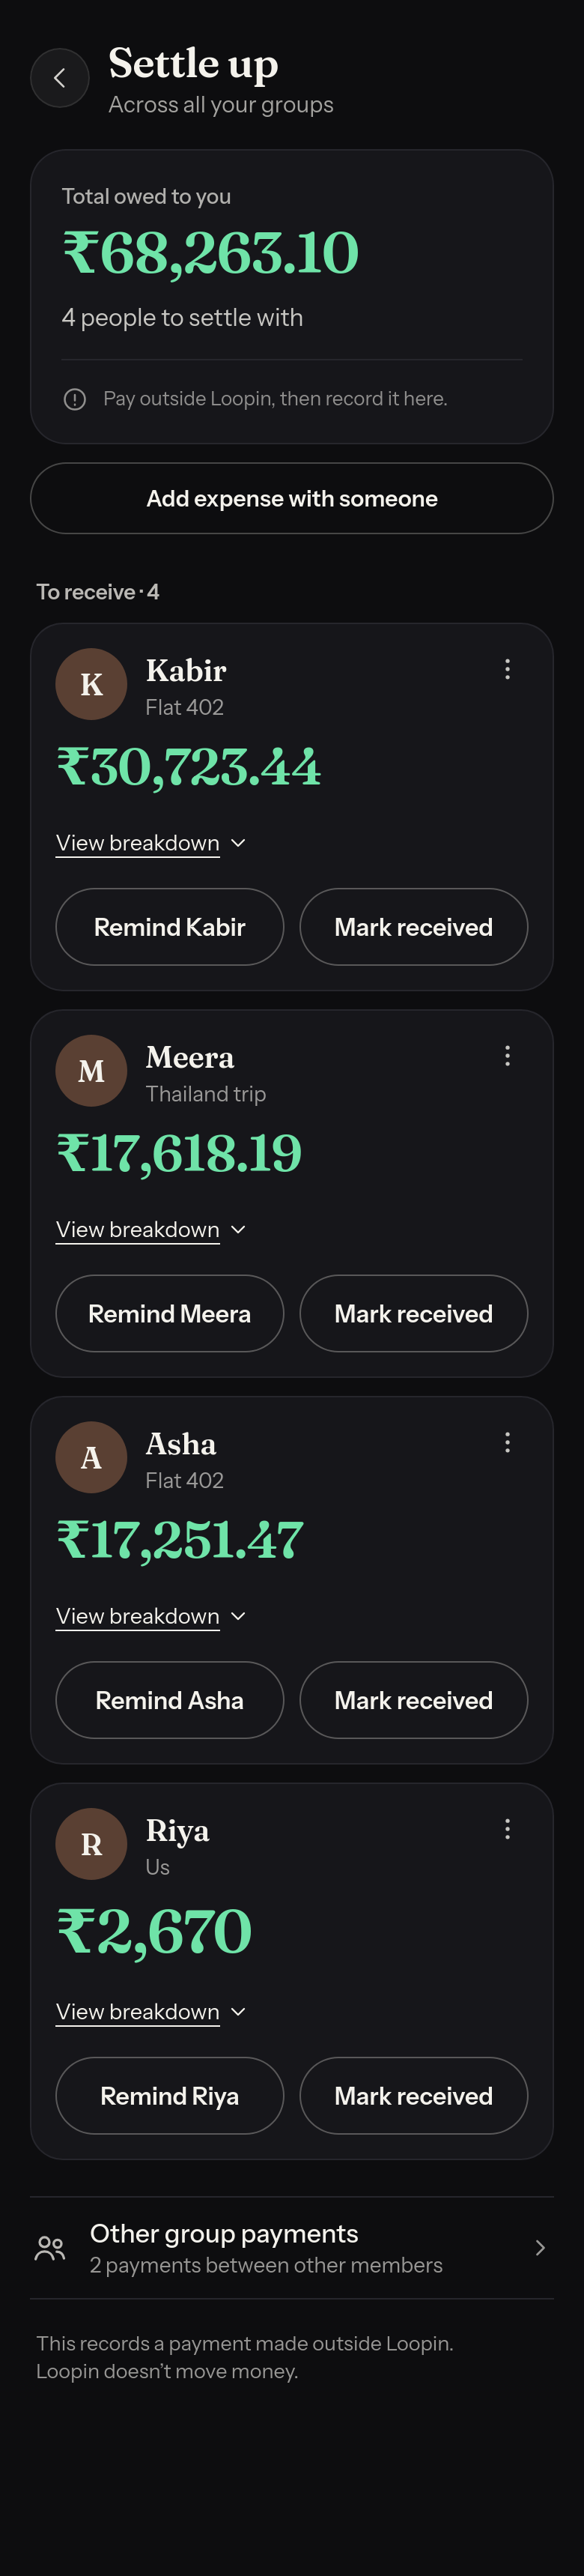 Settle up
Across all your groups
Total owed to you
₹68,263.10
4 people to settle with
Pay outside Loopin, then record it here.
Add expense with someone
To receive · 4
K
Kabir
Flat 402
₹30,723.44
View breakdown
Remind Kabir
Mark received
M
Meera
Thailand trip
₹17,618.19
View breakdown
Remind Meera
Mark received
A
Asha
Flat 402
₹17,251.47
View breakdown
Remind Asha
Mark received
R
Riya
Us
₹2,670
View breakdown
Remind Riya
Mark received
Other group payments
2 payments between other members
This records a payment made outside Loopin.
Loopin doesn’t move money.